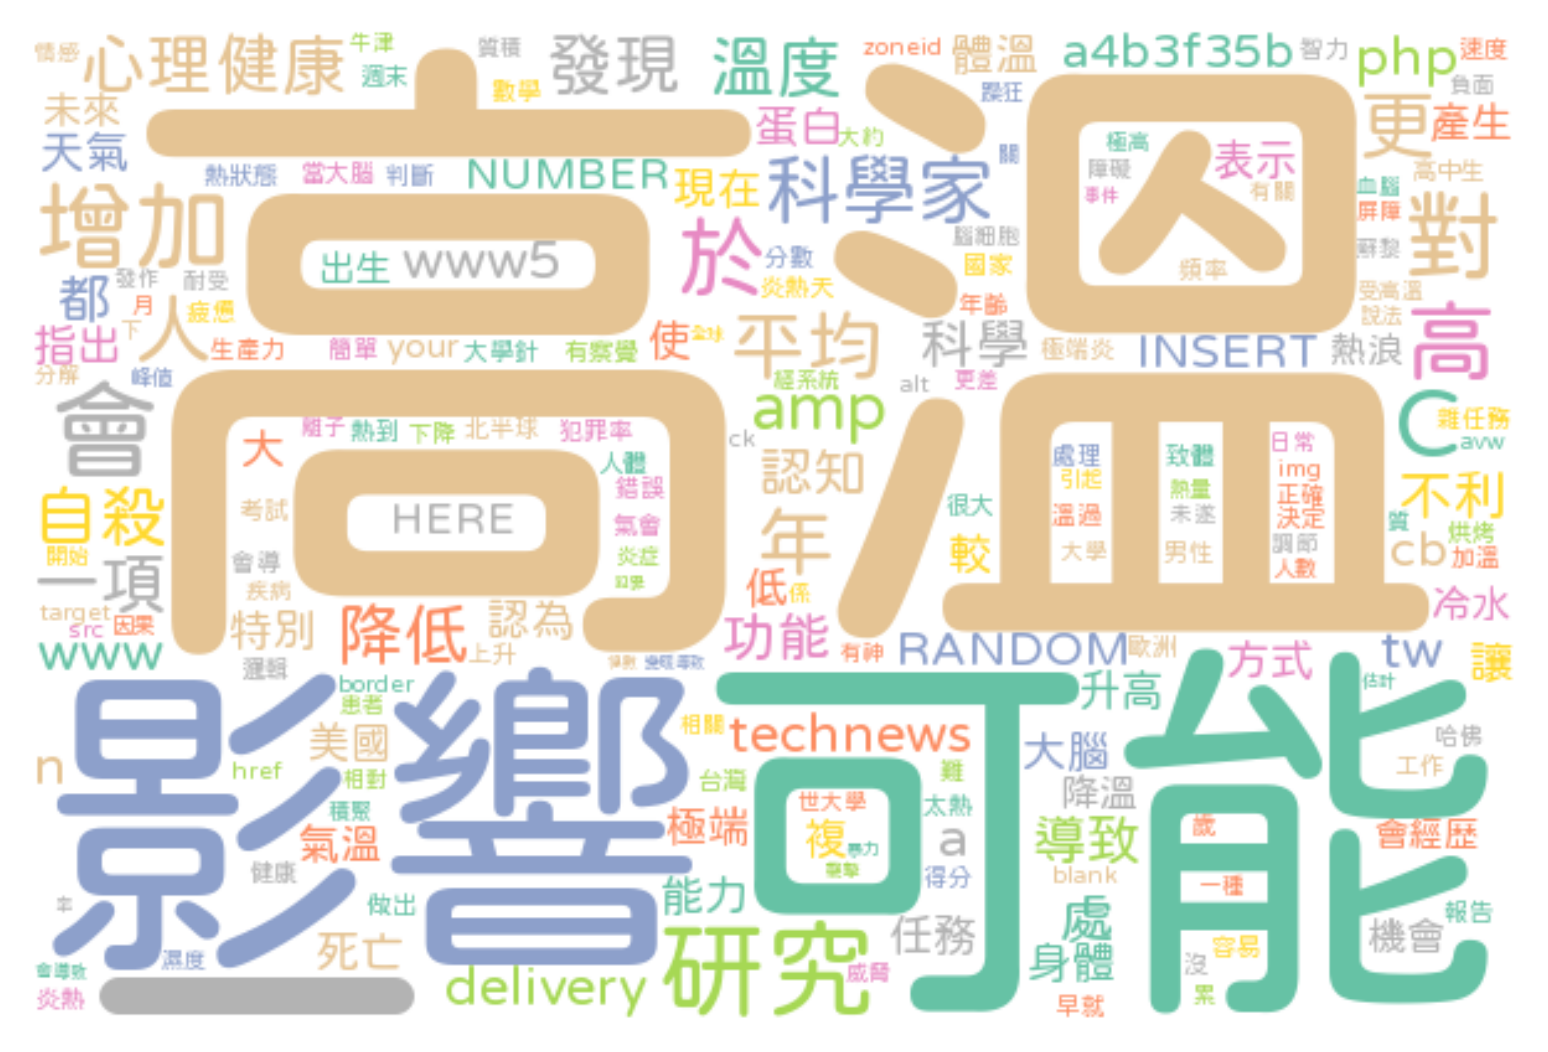 情感
心理健康
牛津
週末
質積
數學
發現
溫度
zoneid
體溫
a4b3f35b
智力
php
速度
負面
未來
天氣
熱狀態
當大腦
判斷
NUMBER
蛋白
大約
現在
科學家
躁狂
關
極高
障礙
事件
表示
有關
頻率
更
產生
高中生
血腦
屏障
蘇黎
對
增加
出生
www5
於
分數
炎熱天
腦細胞
國家
年齡
高溫
受高溫
說法
都
發作
月
下
耐受
疲憊
人
指出
分解
峰值
生產力
簡單
your
大學針
有察覺
使
全球
平均
科學
極端炎
INSERT
熱浪
高
會
大
離子
熱到
下降
北半球
犯罪率
經系統
amp
alt
更差
ck
C
雜任務
avw
自殺
開始
考試
HERE
人體
錯誤
氣會
炎症
認知
年
很大
較
處理
引起
溫過
大學
致體
熱量
未遂
男性
日常
img
正確
決定
調節
人數
不利
質
烘烤
cb
加溫
一項
target
src
因果
www
會導
疾病
特別
邏輯
降低
上升
認為
低
係
功能
有神
RANDOM
歐洲
方式
tw
冷水
讓
影響
border
患者
美國
href
相對
積聚
氣溫
n
健康
做出
率
濕度
死亡
會導致
炎熱
一
相關
technews
台灣
極端
能力
可能
世大學
複
暴力
襲擊
難
太熱
a
得分
任務
研究
威脅
delivery
升高
大腦
降溫
導致
blank
處
身體
早就
估計
哈佛
工作
歲
會經歷
一種
機會
報告
容易
沒
累